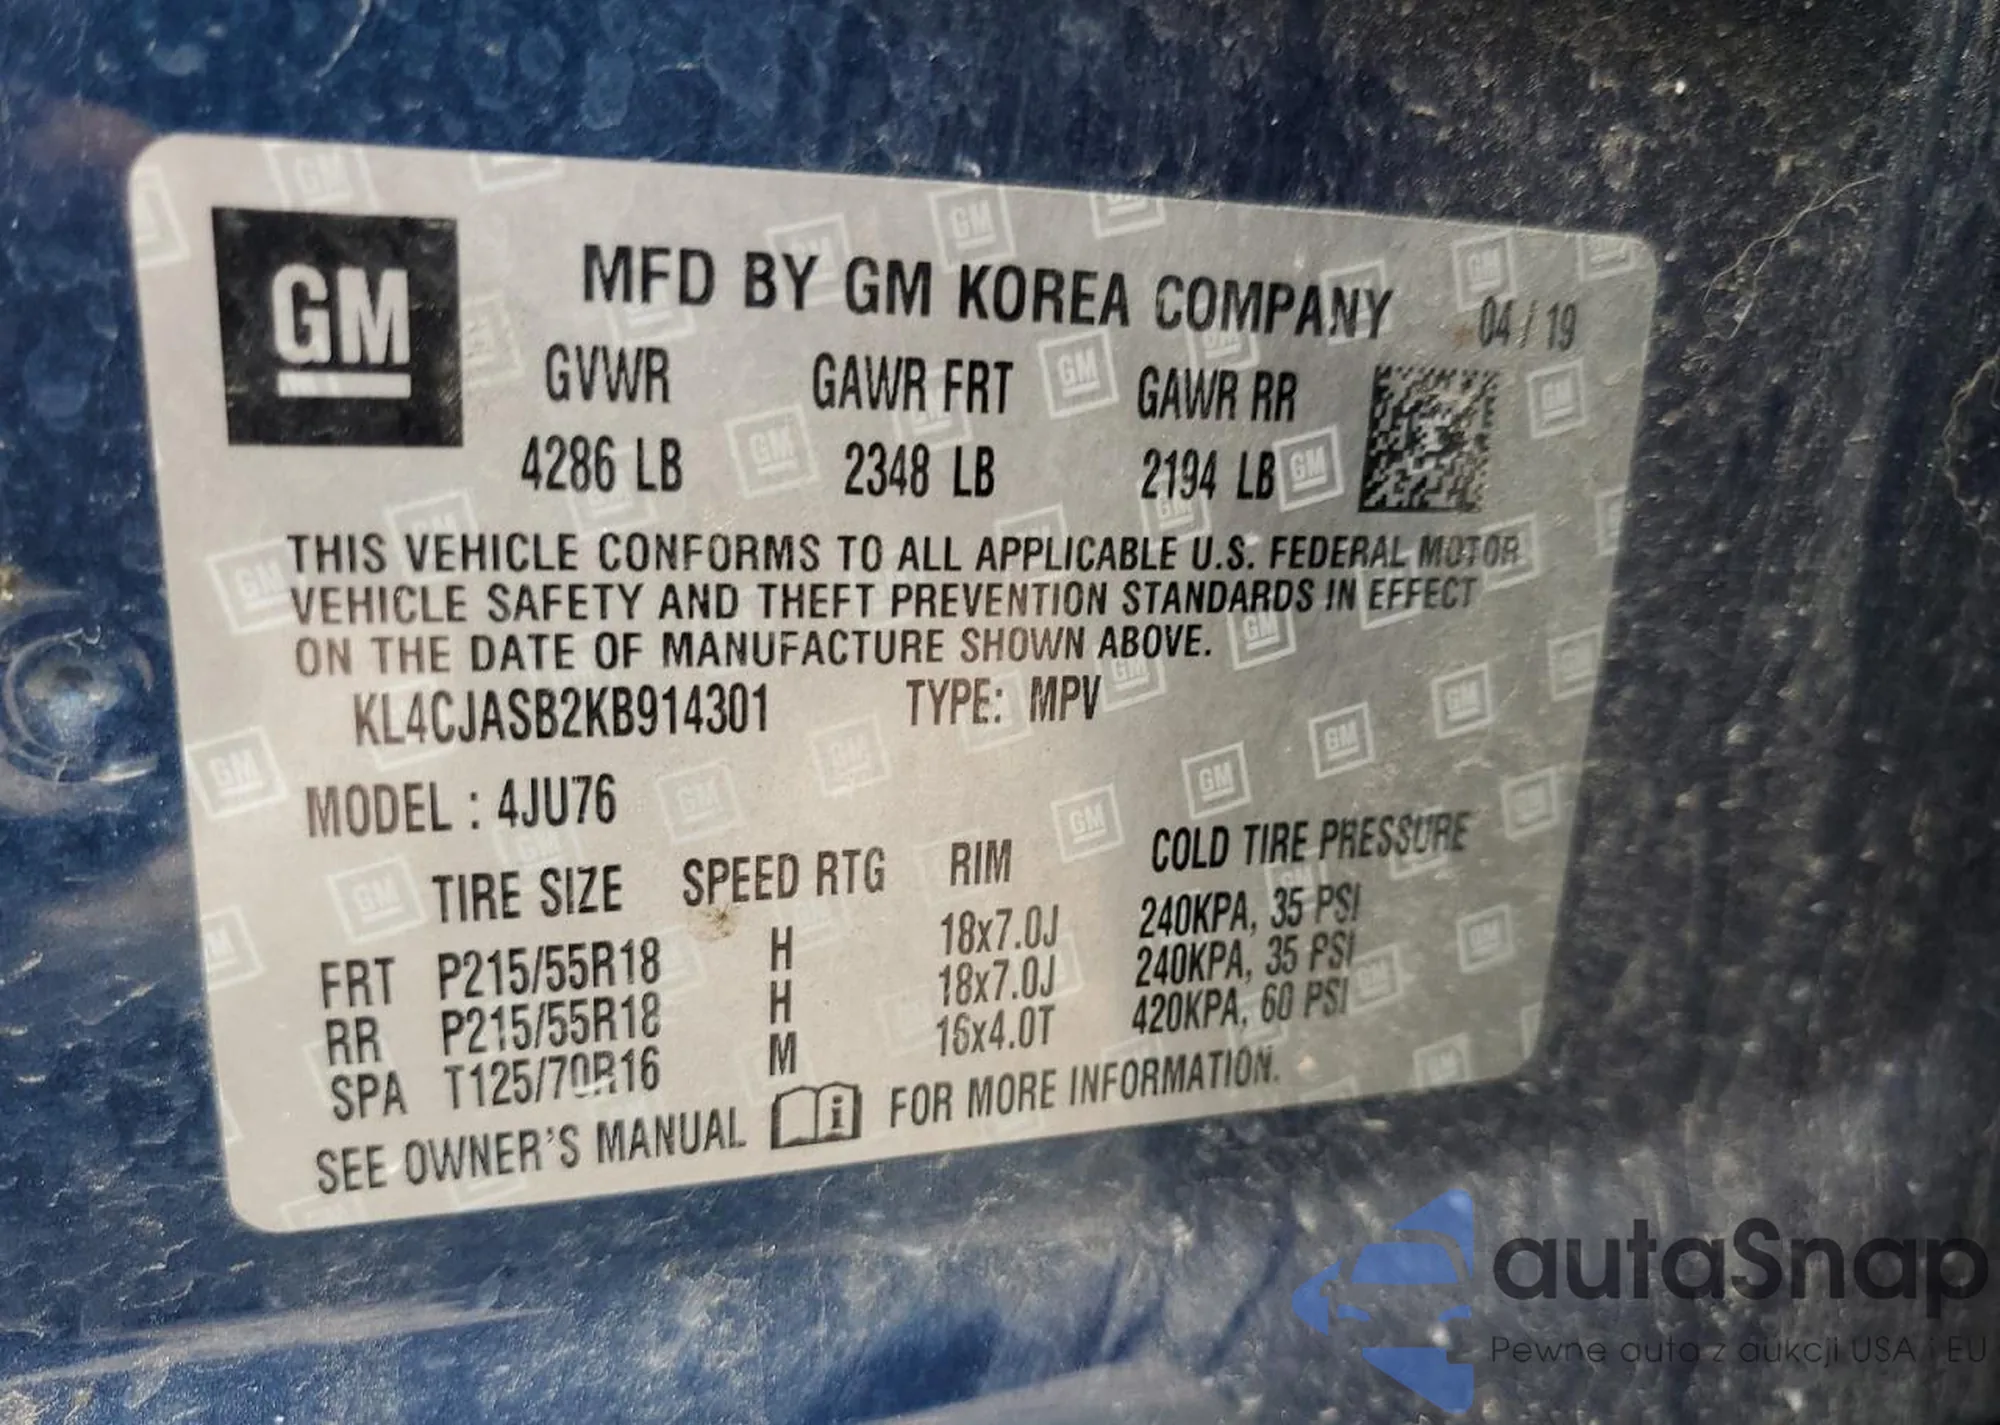 GM
MFD BY GM KOREA COMPANY
04 / 19
GVWR GAWR FRT GAWR RR
4286 LB 2348 LB 2194 LB
THIS VEHICLE CONFORMS TO ALL APPLICABLE U.S. FEDERAL MOTOR
VEHICLE SAFETY AND THEFT PREVENTION STANDARDS IN EFFECT
ON THE DATE OF MANUFACTURE SHOWN ABOVE.
KL4CJASB2KB914301 TYPE: MPV
MODEL : 4JU76
TIRE SIZE SPEED RTG RIM COLD TIRE PRESSURE
FRT P215/55R18 H 18x7.0J 240KPA, 35 PSI
RR P215/55R18 H 18x7.0J 240KPA, 35 PSI
SPA T125/70R16 M 16x4.0T 420KPA, 60 PSI
SEE OWNER'S MANUAL i FOR MORE INFORMATION.
autaSnap
Pewne auta z aukcji USA i EU